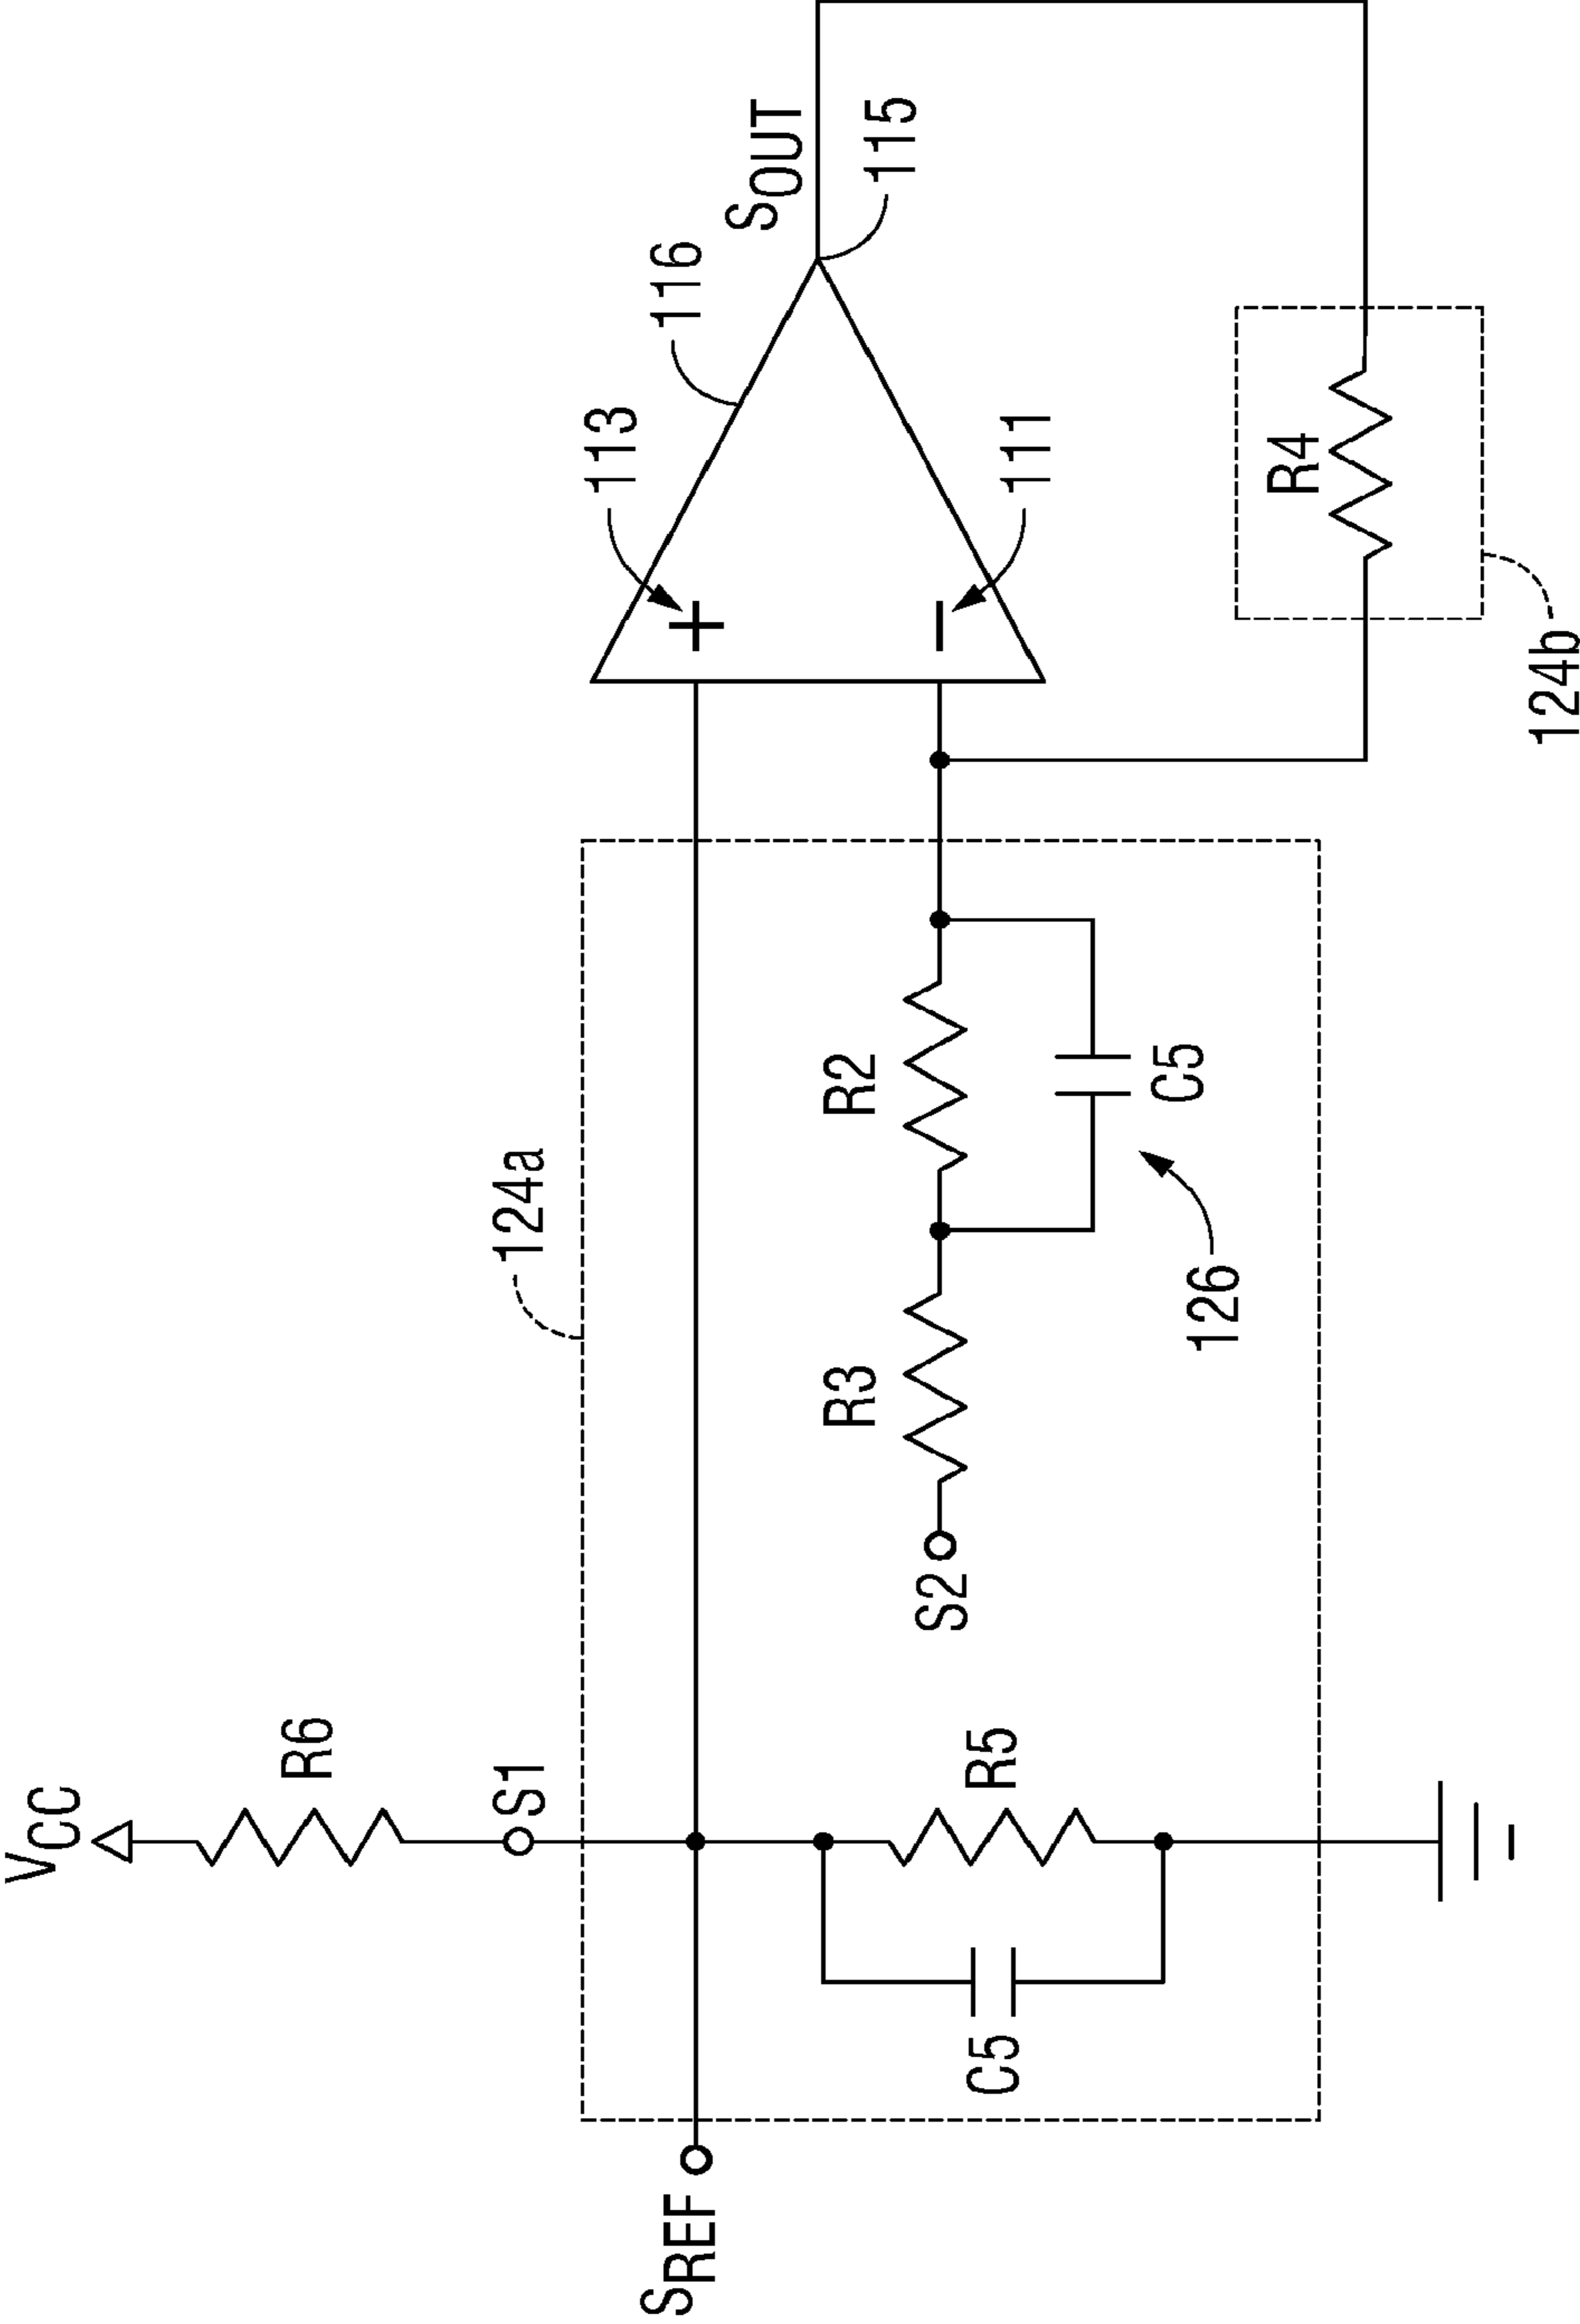 VCC
R6
S1
SREF
C5
R5
124a
S2
R3
R2
C5
126
113
116
SOUT
115
111
R4
124b